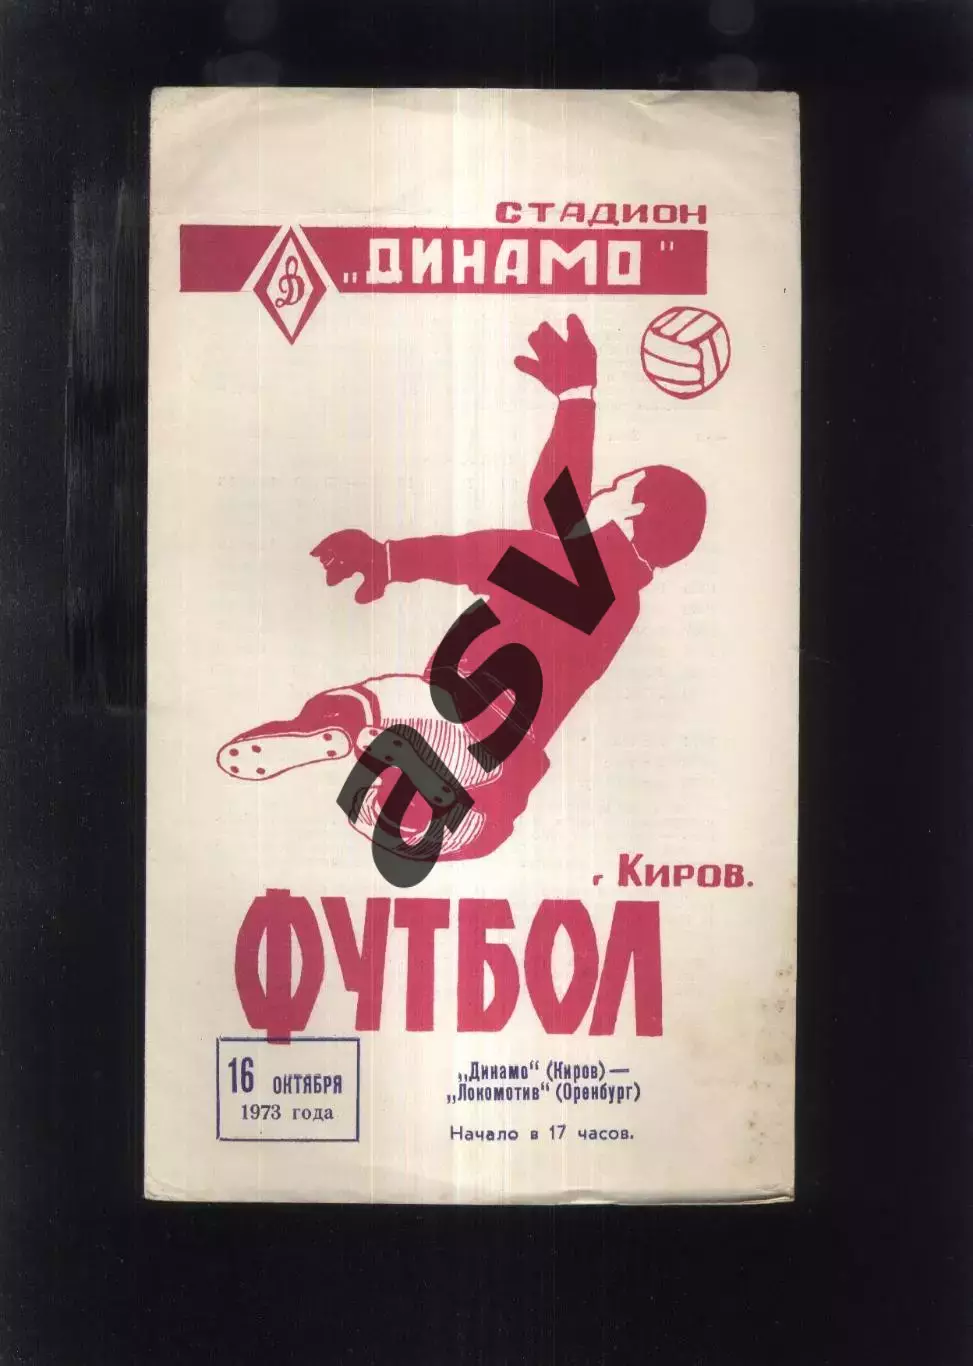 СТАДИОН
„ДИНАМО"
Д
asv
г Киров.
ФУТБОЛ
16 ОКТЯБРЯ
1973 года
„Динамо“ (Киров)—
„Локомотив“ (Оренбург)
Начало в 17 часов.